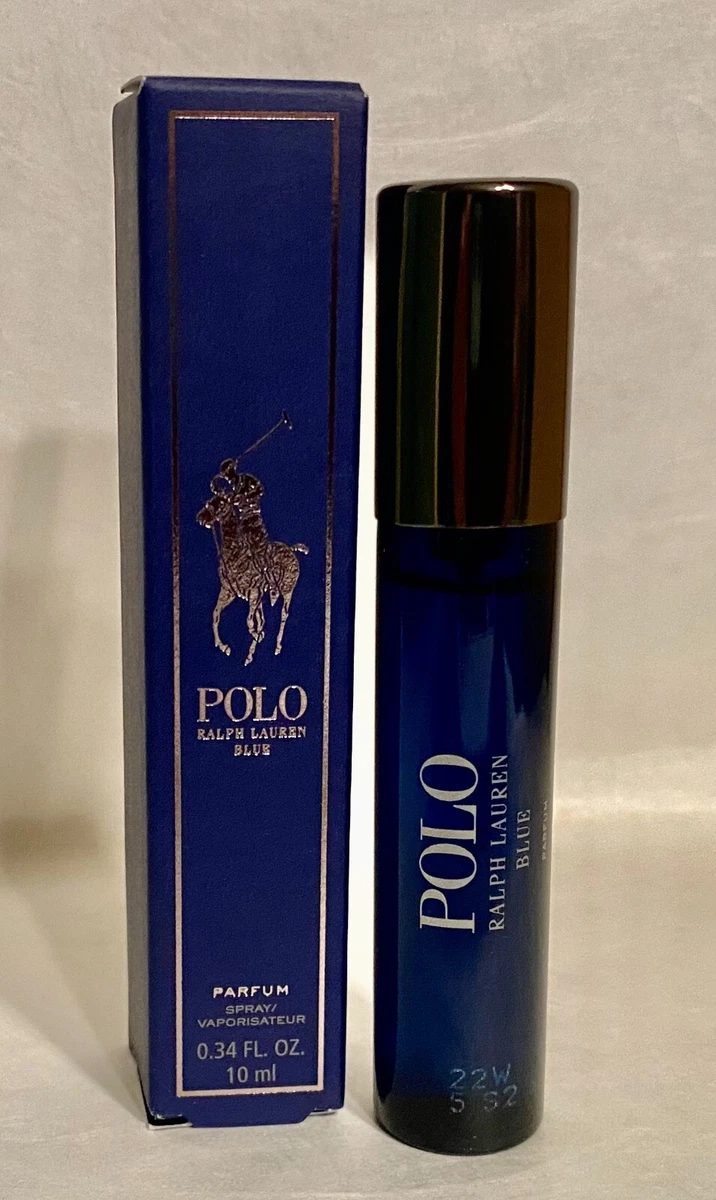 POLO
RALPH LAUREN
BLUE
PARFUM
SPRAY/
VAPORISATEUR
0.34 FL. OZ.
10 ml
POLO
RALPH LAUREN
BLUE
PARFUM
22W
5 S2